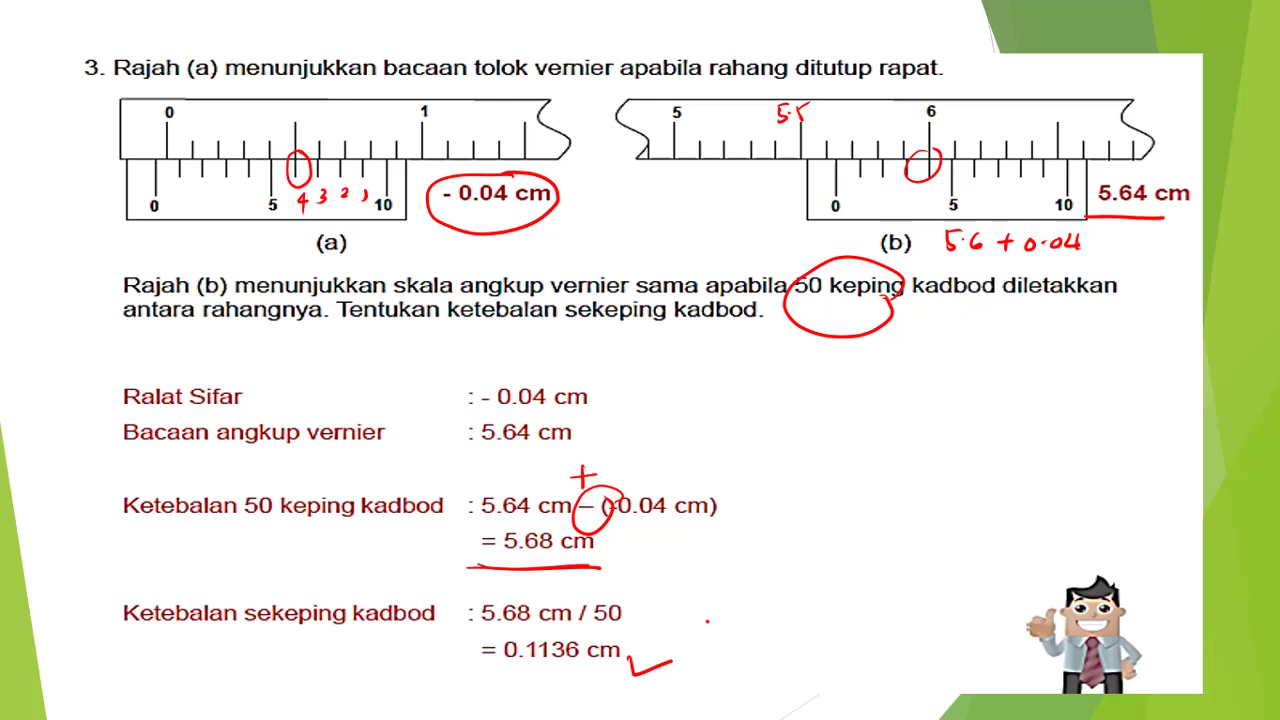 3. Rajah (a) menunjukkan bacaan tolok vernier apabila rahang ditutup rapat.
0 1
4 3 2 1
0 5 10
- 0.04 cm
(a)
5 5.5 6
0 5 10
5.64 cm
(b) 5.6 + 0.04
Rajah (b) menunjukkan skala angkup vernier sama apabila 50 keping kadbod diletakkan
antara rahangnya. Tentukan ketebalan sekeping kadbod.
Ralat Sifar : - 0.04 cm
Bacaan angkup vernier : 5.64 cm
+
Ketebalan 50 keping kadbod : 5.64 cm – (-0.04 cm)
= 5.68 cm
Ketebalan sekeping kadbod : 5.68 cm / 50
= 0.1136 cm